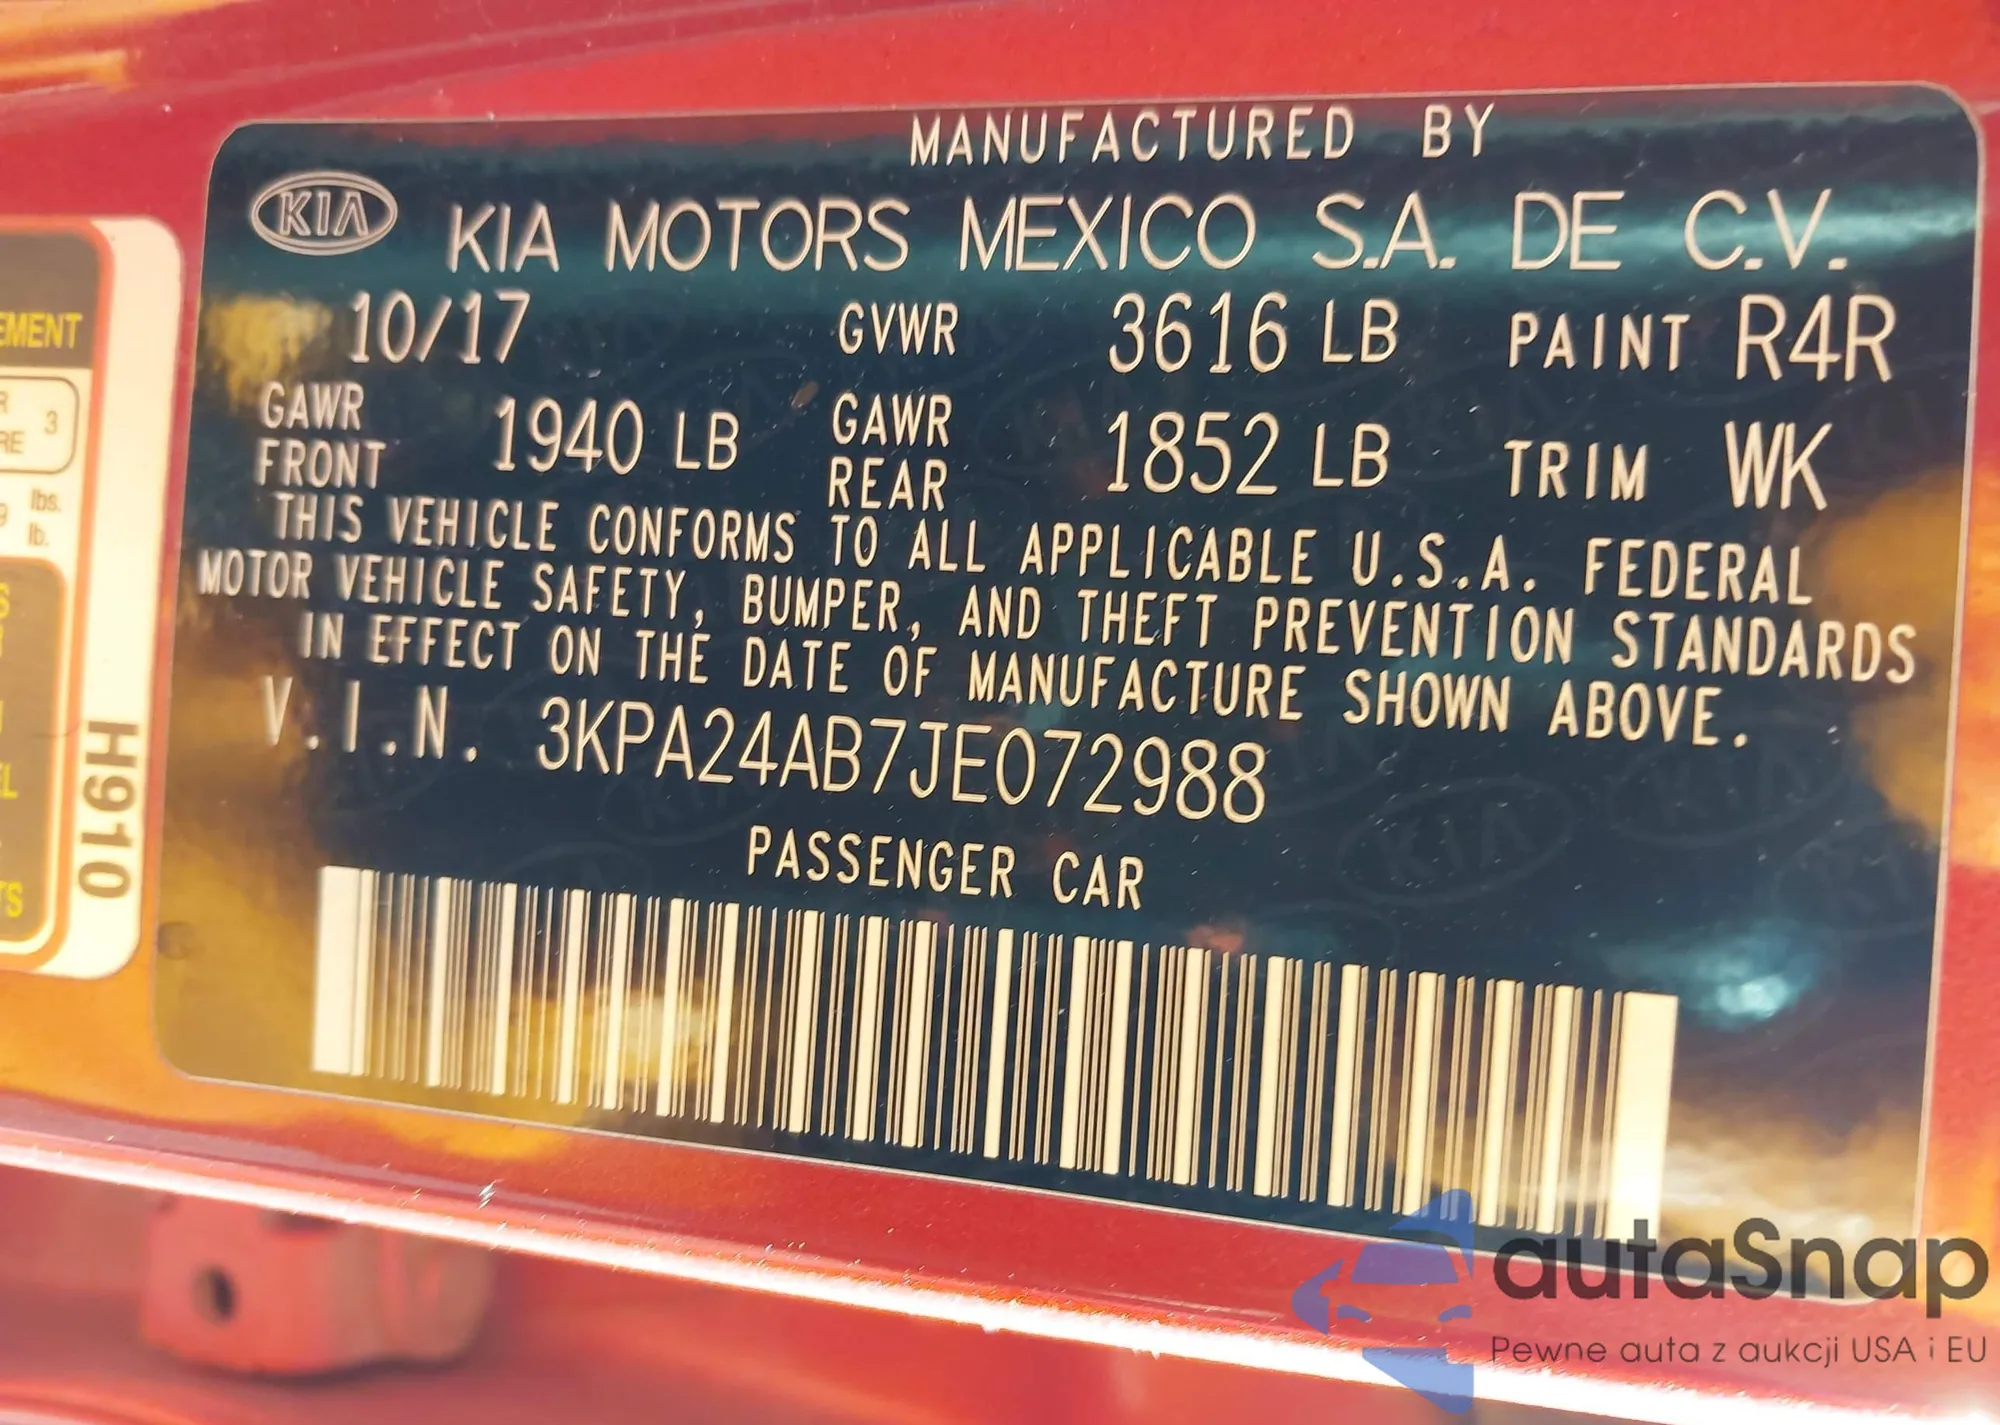 MANUFACTURED BY
KIA KIA MOTORS MEXICO S.A. DE C.V.
10/17 GVWR 3616 LB PAINT R4R
GAWR FRONT 1940 LB GAWR REAR 1852 LB TRIM WK
THIS VEHICLE CONFORMS TO ALL APPLICABLE U.S.A. FEDERAL
MOTOR VEHICLE SAFETY, BUMPER, AND THEFT PREVENTION STANDARDS
IN EFFECT ON THE DATE OF MANUFACTURE SHOWN ABOVE.
V.I.N. 3KPA24AB7JE072988
PASSENGER CAR
3
lbs.
lb.
H910
autaSnap
Pewne auta z aukcji USA i EU